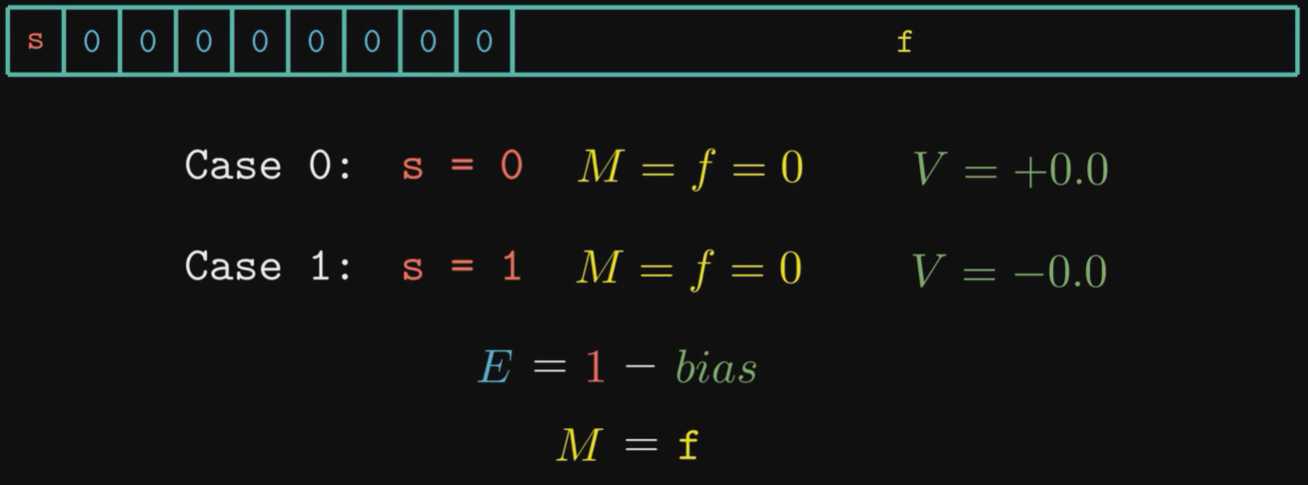 s 0 0 0 0 0 0 0 0 f
Case 0: s = 0 M = f = 0 V = +0.0
Case 1: s = 1 M = f = 0 V = −0.0
E = 1 − bias
M = f